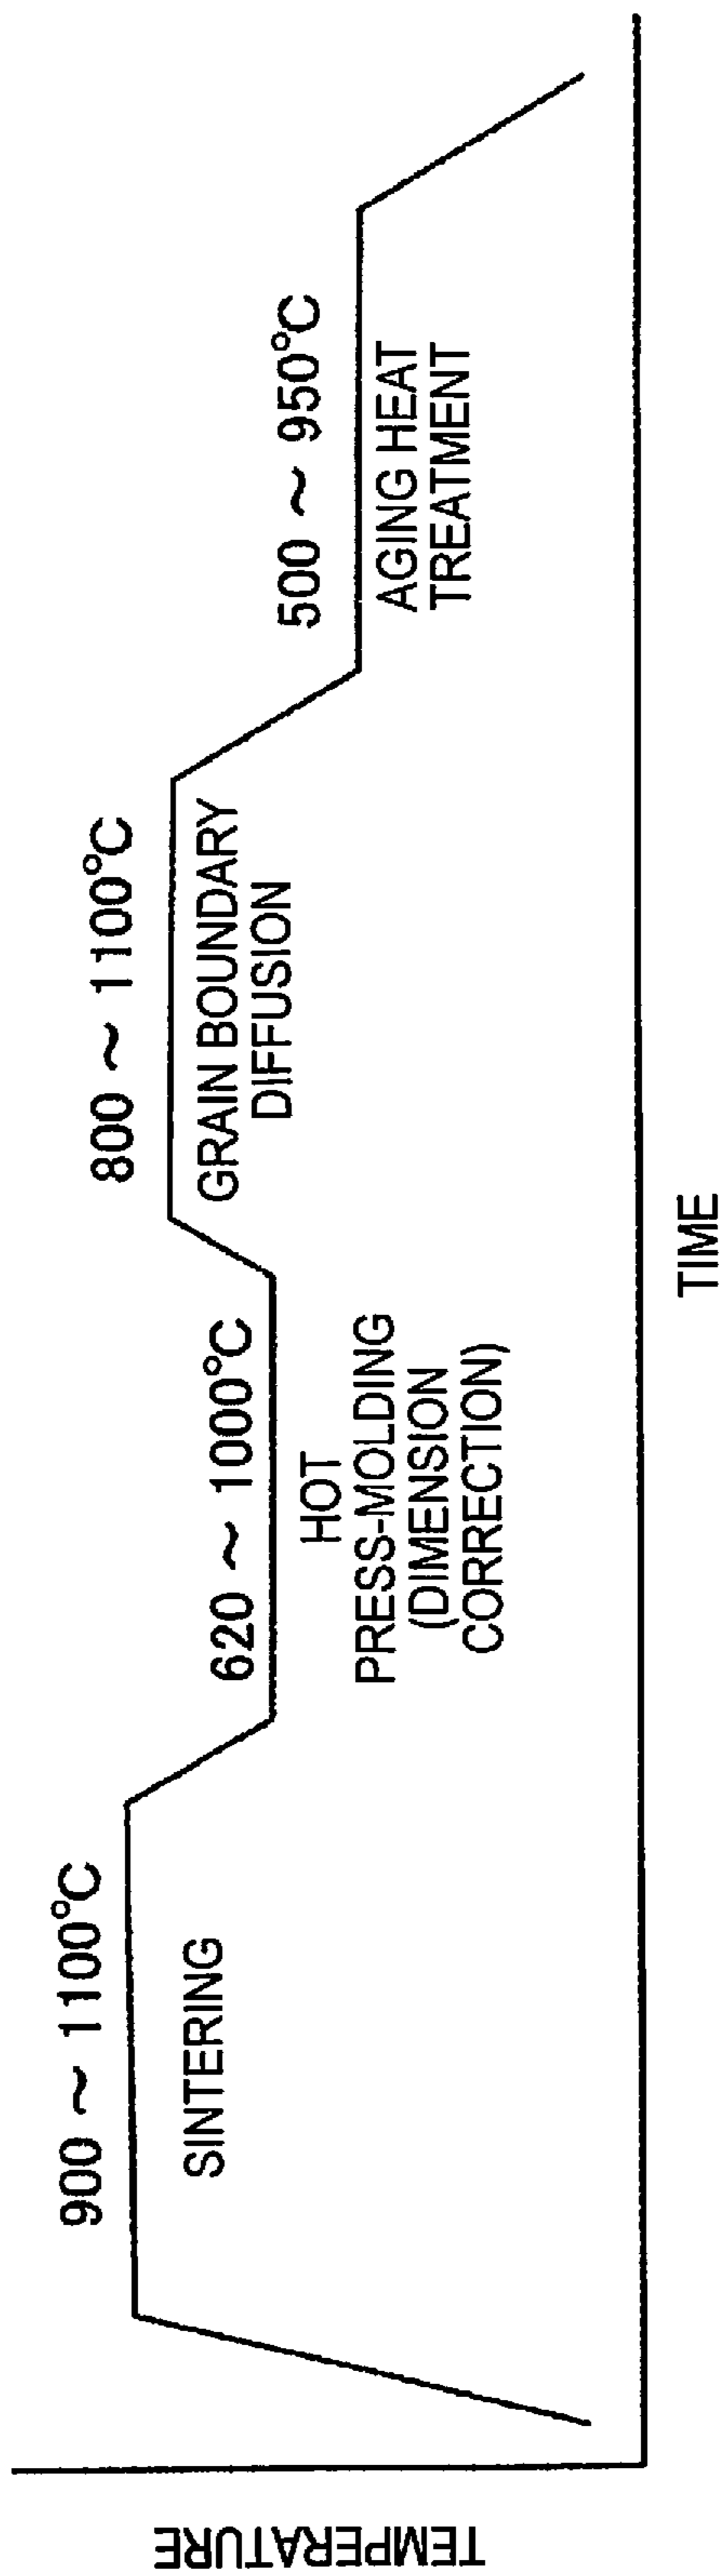 TEMPERATURE
900 ~ 1100°C
SINTERING
620 ~ 1000°C
HOT
PRESS-MOLDING
(DIMENSION
CORRECTION)
800 ~ 1100°C
GRAIN BOUNDARY
DIFFUSION
500 ~ 950°C
AGING HEAT
TREATMENT
TIME